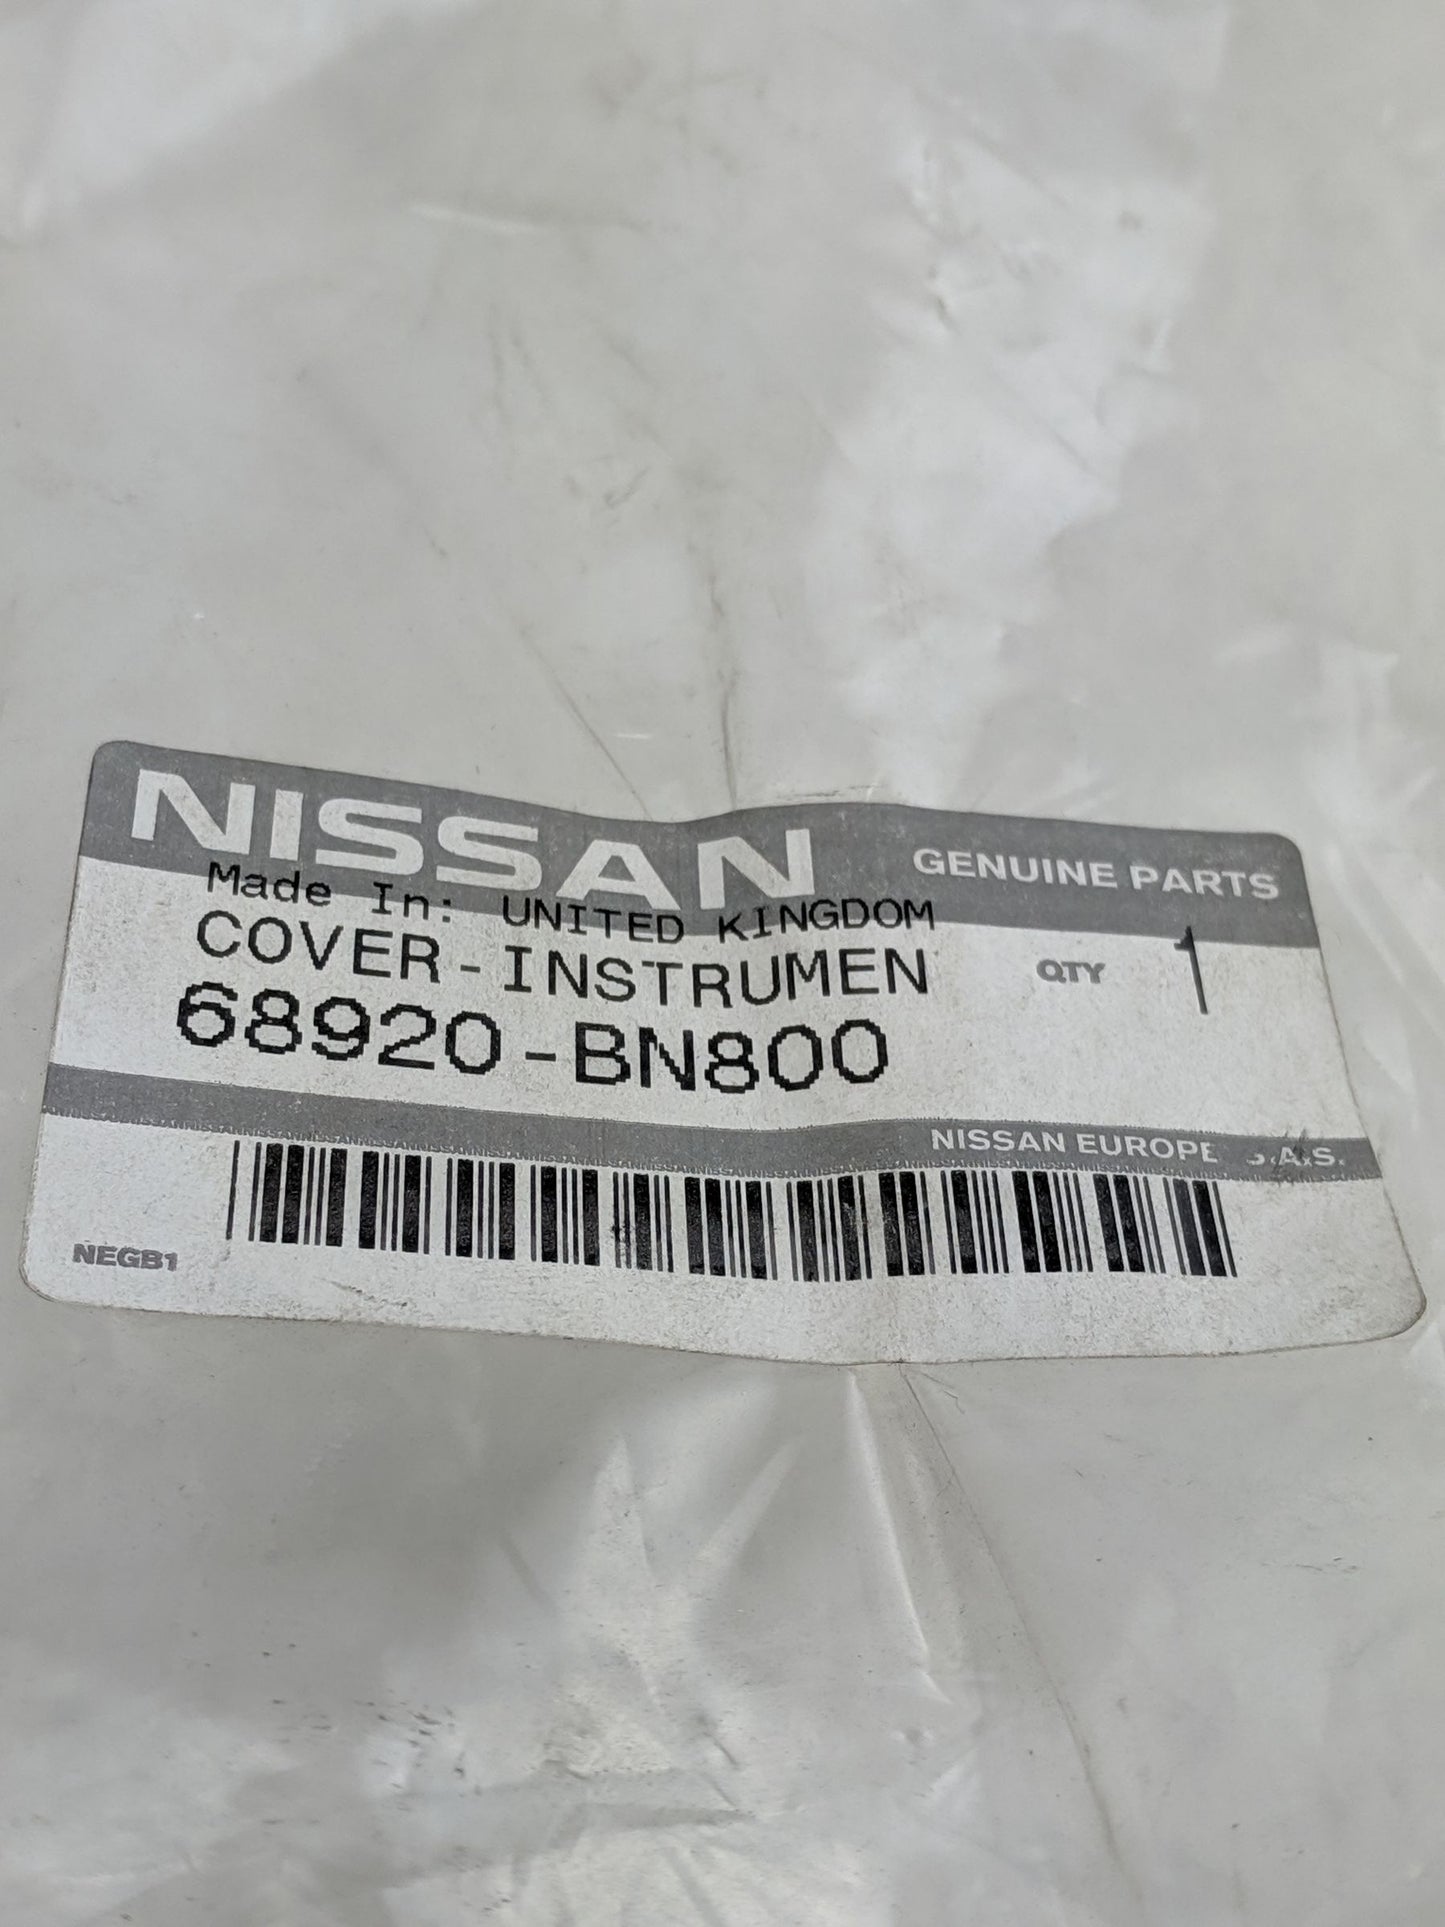 NISSAN
GENUINE PARTS
Made In: UNITED KINGDOM
COVER-INSTRUMEN
QTY 1
68920-BN800
NISSAN EUROPE S.A.S.
NEGB1